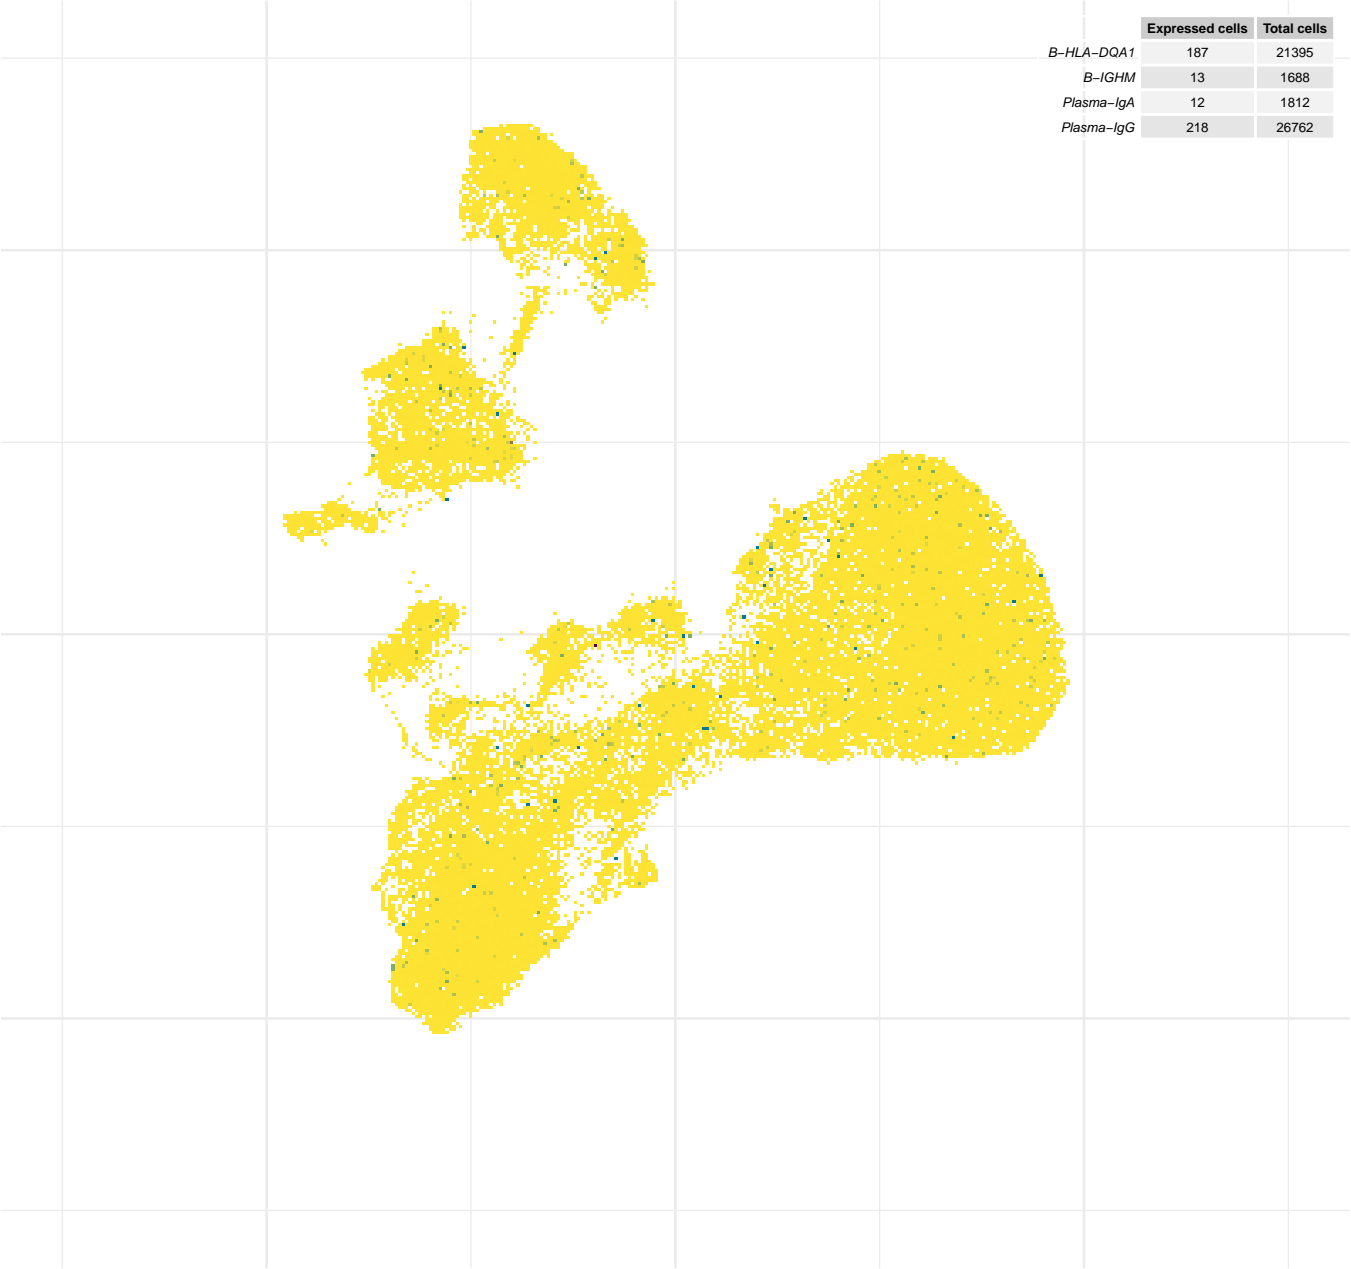 Expressed cells Total cells
B−HLA−DQA1 187 21395
B−IGHM 13 1688
Plasma−IgA 12 1812
Plasma−IgG 218 26762